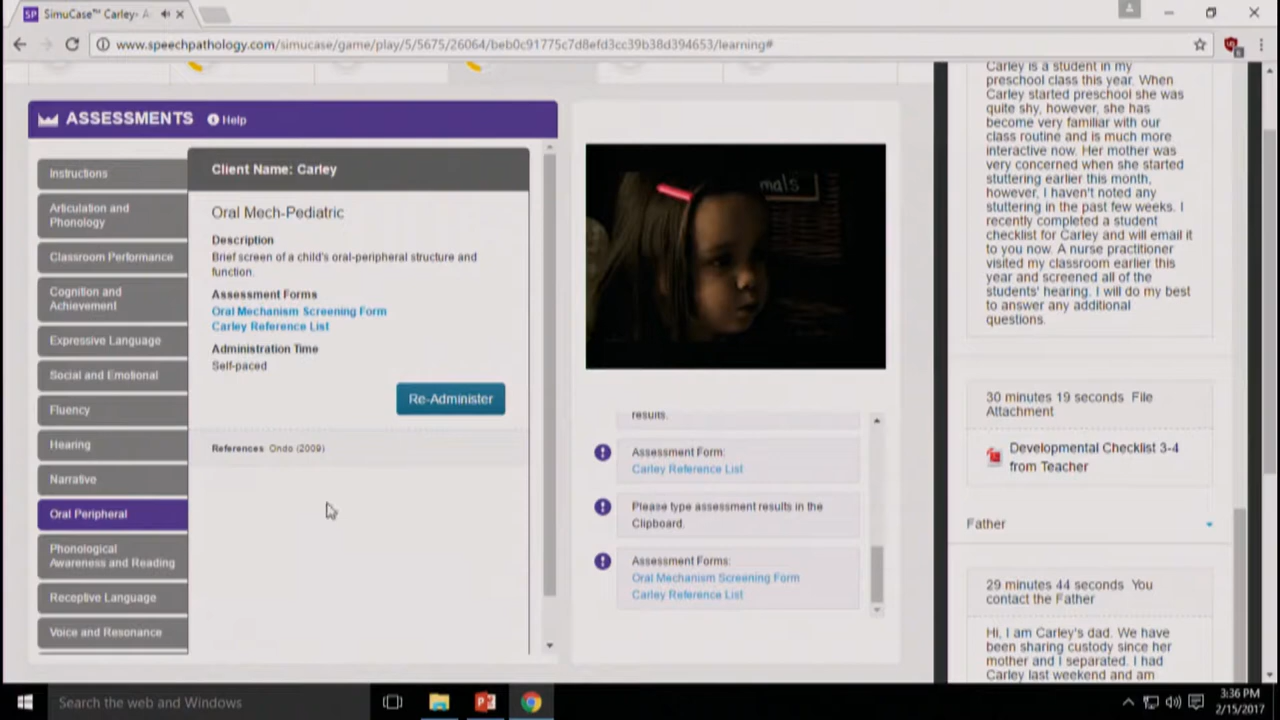 SimuCase™ Carley- A
www.speechpathology.com/simucase/game/play/5/5675/26064/beb0c91775c7d8efd3cc39b38d394653/learning#
ASSESSMENTS Help
Instructions
Articulation and
Phonology
Classroom Performance
Cognition and
Achievement
Expressive Language
Social and Emotional
Fluency
Hearing
Narrative
Oral Peripheral
Phonological
Awareness and Reading
Receptive Language
Voice and Resonance
Client Name: Carley
Oral Mech-Pediatric
Description
Brief screen of a child's oral-peripheral structure and
function.
Assessment Forms
Oral Mechanism Screening Form
Carley Reference List
Administration Time
Self-paced
Re-Administer
References Ondo (2009)
mals
results.
Assessment Form:
Carley Reference List
Please type assessment results in the
Clipboard.
Assessment Forms:
Oral Mechanism Screening Form
Carley Reference List
Carley is a student in my
preschool class this year. When
Carley started preschool she was
quite shy, however, she has
become very familiar with our
class routine and is much more
interactive now. Her mother was
very concerned when she started
stuttering earlier this month,
however, I haven't noted any
stuttering in the past few weeks. I
recently completed a student
checklist for Carley and will email it
to you now. A nurse practitioner
visited my classroom earlier this
year and screened all of the
students' hearing. I will do my best
to answer any additional
questions.
30 minutes 19 seconds File
Attachment
Developmental Checklist 3-4
from Teacher
Father
29 minutes 44 seconds You
contact the Father
Hi, I am Carley's dad. We have
been sharing custody since her
mother and I separated. I had
Carley last weekend and am
Search the web and Windows
3:36 PM
2/15/2017